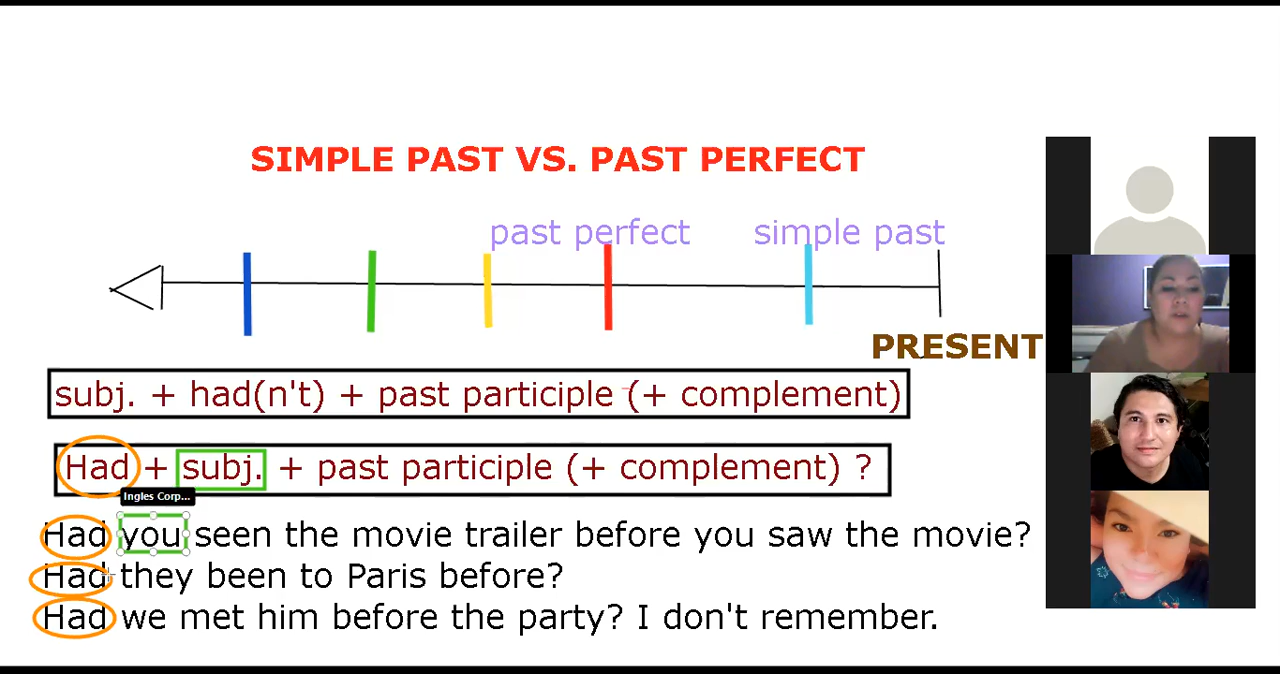 SIMPLE PAST VS. PAST PERFECT
past perfect simple past
PRESENT
subj. + had(n't) + past participle (+ complement)
Had + subj. + past participle (+ complement) ?
Ingles Corp...
Had you seen the movie trailer before you saw the movie?
Had they been to Paris before?
Had we met him before the party? I don't remember.